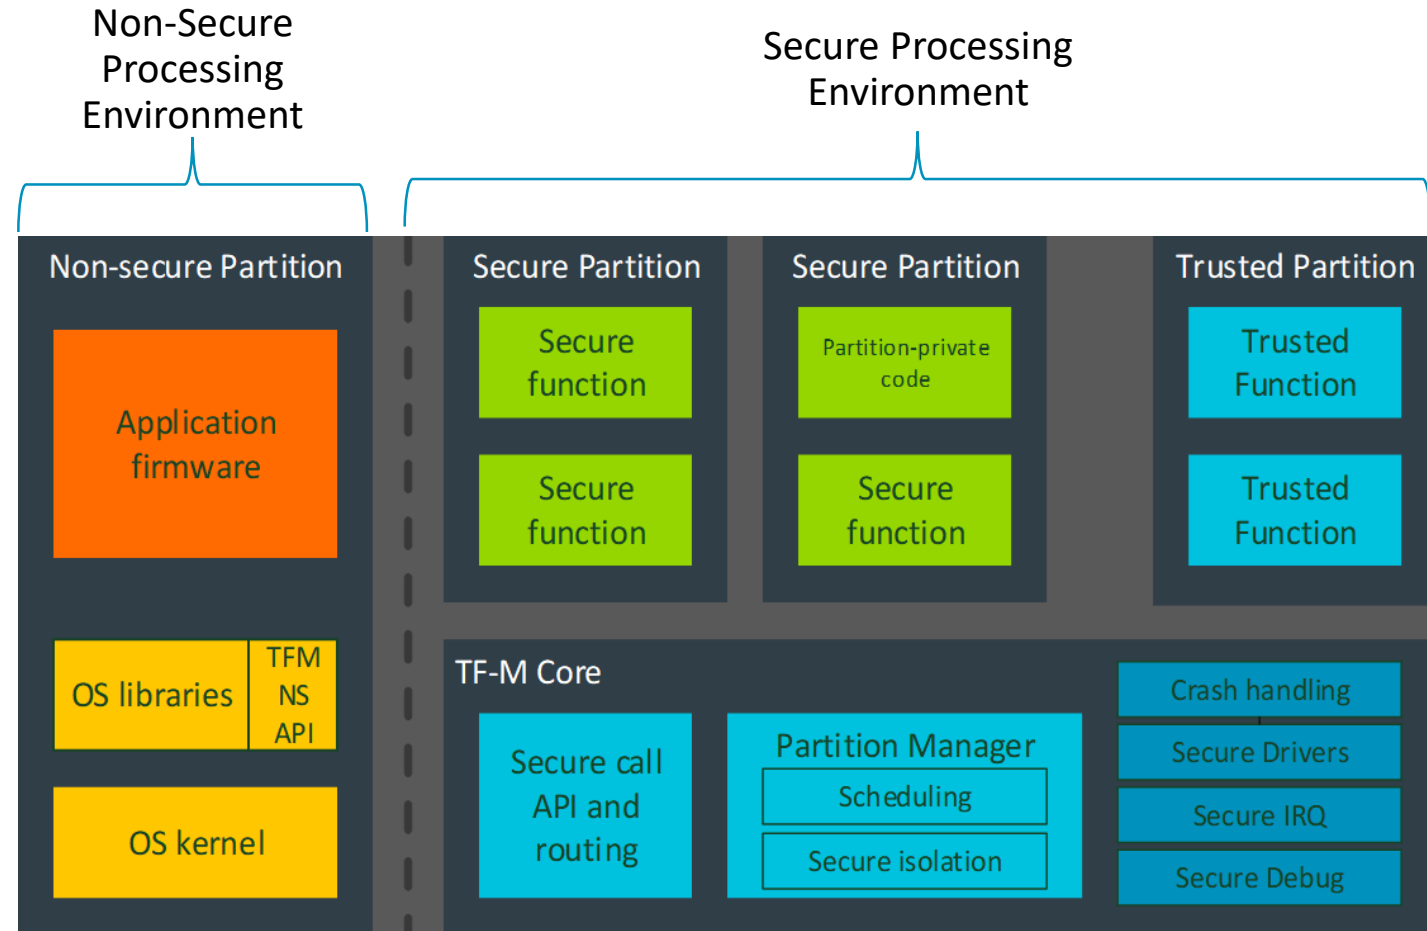 Non-Secure
Processing
Environment
Secure Processing
Environment
Non-secure Partition
Application
firmware
OS libraries
TFM
NS
API
OS kernel
Secure Partition
Secure
function
Secure
function
Secure Partition
Partition-private
code
Secure
function
Trusted Partition
Trusted
Function
Trusted
Function
TF-M Core
Secure call
API and
routing
Partition Manager
Scheduling
Secure isolation
Crash handling
Secure Drivers
Secure IRQ
Secure Debug